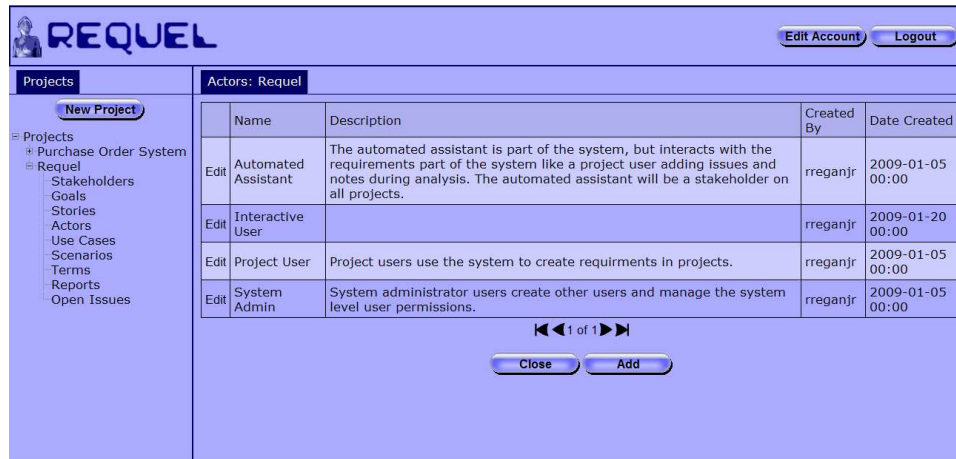 REQUEL
Edit Account
Logout
Projects
New Project
Projects
Purchase Order System
Requel
Stakeholders
Goals
Stories
Actors
Use Cases
Scenarios
Terms
Reports
Open Issues
Actors: Requel
Name
Description
Created
By
Date Created
Edit
Automated
Assistant
The automated assistant is part of the system, but interacts with the
requirements part of the system like a project user adding issues and
notes during analysis. The automated assistant will be a stakeholder on
all projects.
rreganjr
2009-01-05
00:00
Edit
Interactive
User
rreganjr
2009-01-20
00:00
Edit
Project User
Project users use the system to create requirments in projects.
rreganjr
2009-01-05
00:00
Edit
System
Admin
System administrator users create other users and manage the system
level user permissions.
rreganjr
2009-01-05
00:00
1 of 1
Close
Add